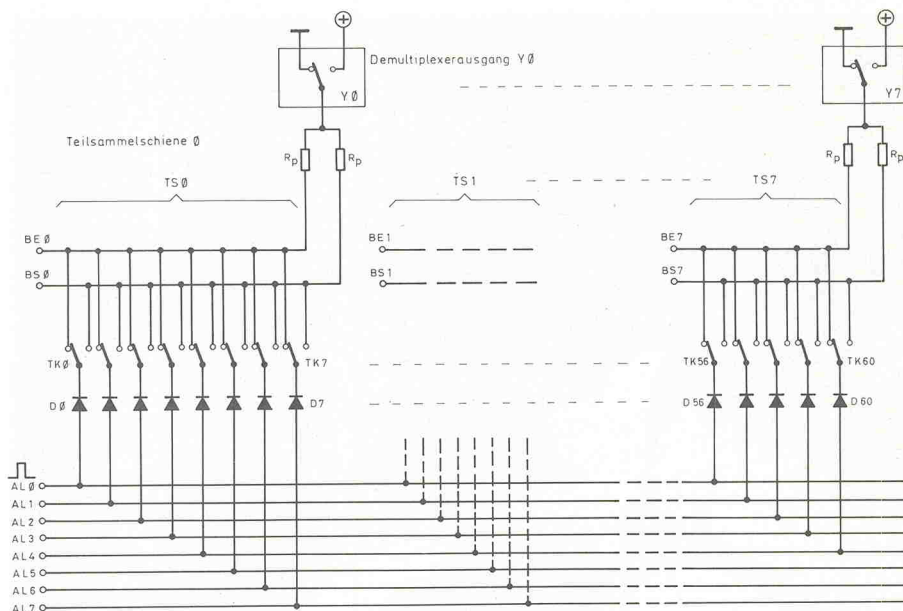 Demultiplexerausgang YØ
YØ
Y7
Teilsammelschiene Ø
Rp
Rp
Rp
Rp
TSØ
TS1
TS7
BEØ
BE1
BE7
BSØ
BS1
BS7
TKØ
TK7
TK56
TK60
DØ
D7
D56
D60
ALØ
AL1
AL2
AL3
AL4
AL5
AL6
AL7